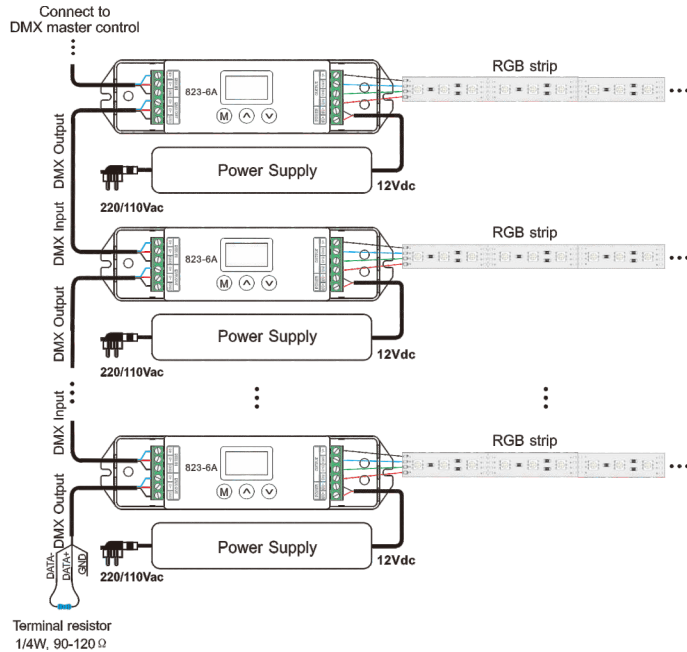 Connect to
DMX master control
823-6A
M
RGB strip
DMX Output
Power Supply
12Vdc
220/110Vac
DMX Input
823-6A
M
RGB strip
DMX Output
Power Supply
12Vdc
220/110Vac
DMX Input
823-6A
M
RGB strip
DMX Output
Power Supply
12Vdc
220/110Vac
DATA-
DATA+
GND
Terminal resistor
1/4W, 90-120Ω